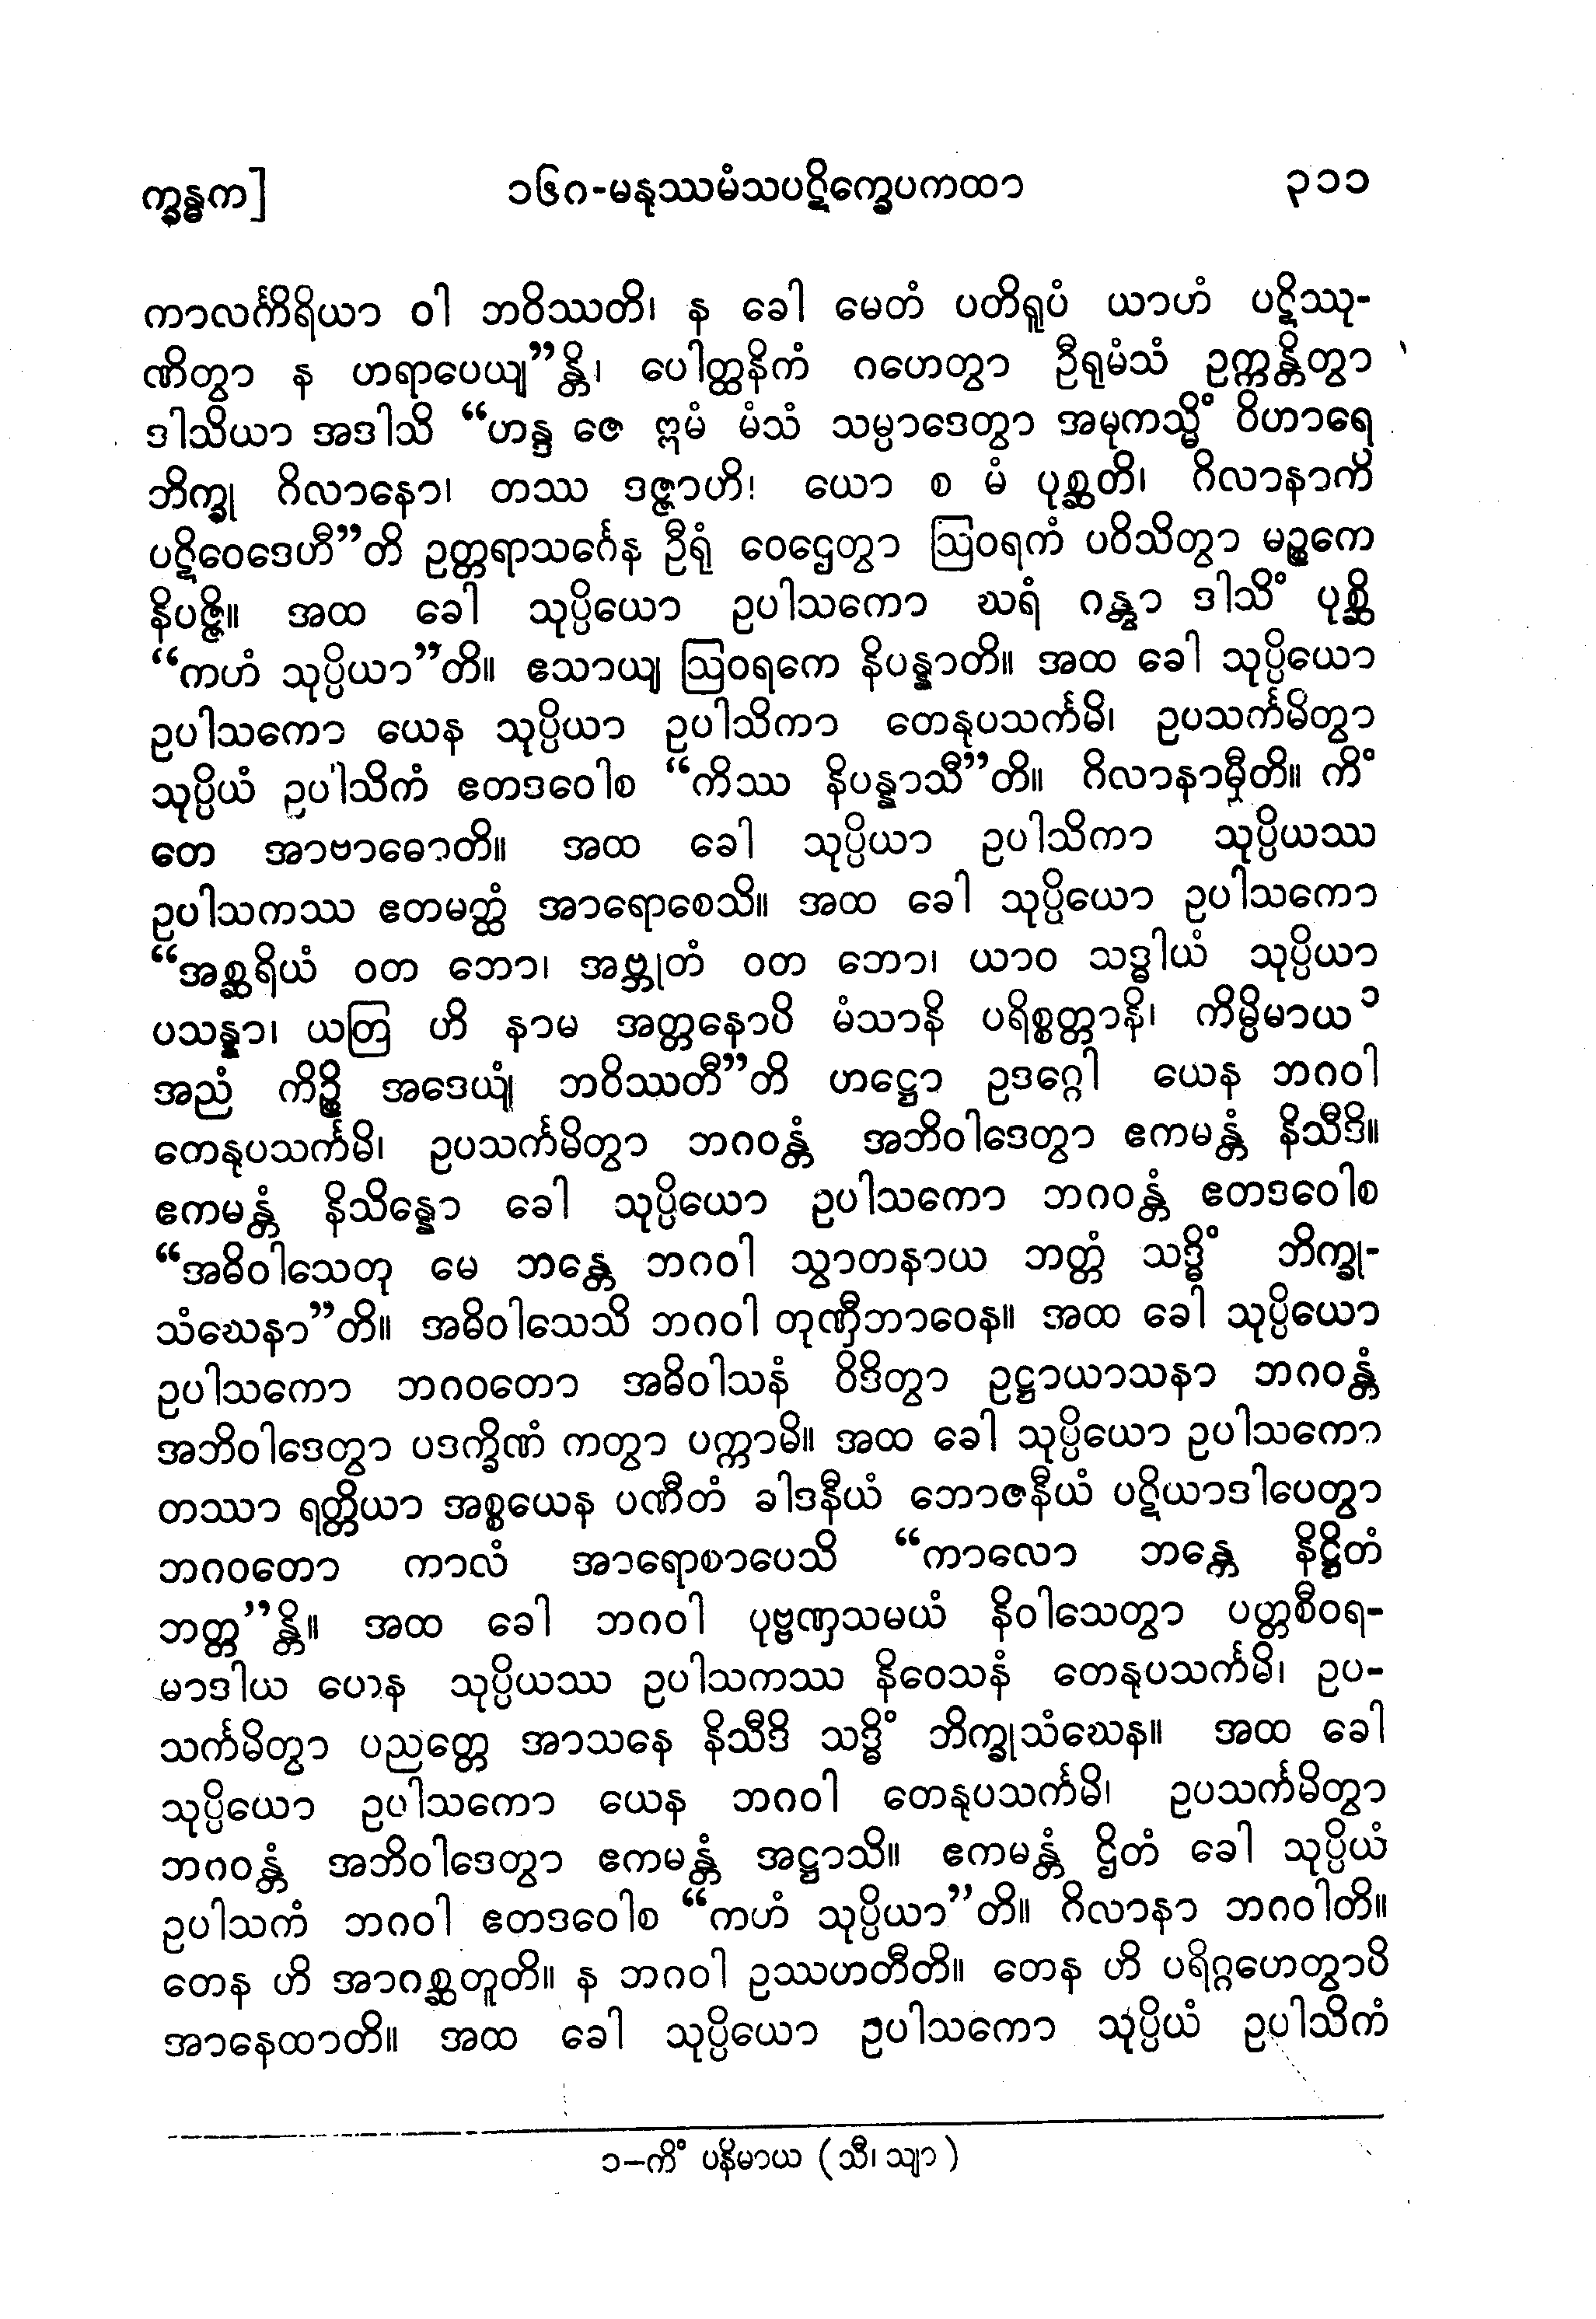 က္ခန္ဓက] ၁၆၈-မနုဿမံသပဋိက္ခေပကထာ ၃၁၁
ကာလင်္ကိရိယာ ဝါ ဘဝိဿတိ၊ န ခေါ မေတံ ပတိရူပံ ယာဟံ ပဋိဿု-
ဏိတွာ န ဟရာပေယျ”န္တိ၊ ပေါတ္ထနိကံ ဂဟေတွာ ဦရုမံသံ ဥက္ကန္တိတွာ
ဒါသိယာ အဒါသိ “ဟန္ဒ ဇေ ဣမံ မံသံ သမ္ပာဒေတွာ အမုကသ္မိံ ဝိဟာရေ
ဘိက္ခု ဂိလာနော၊ တဿ ဒဇ္ဇာဟိ၊ ယော စ မံ ပုစ္ဆတိ၊ ဂိလာနာကိ
ပဋိဝေဒေဟီ”တိ ဥတ္တရာသင်္ဂေန ဦရုံ ဝေဌေတွာ ဩဝရကံ ပဝိသိတွာ မဉ္စကေ
နိပဇ္ဇိ။ အထ ခေါ သုပ္ပိယော ဥပါသကော ဃရံ ဂန္တွာ ဒါသိံ ပုစ္ဆိ
“ကဟံ သုပ္ပိယာ”တိ။ ဧသာယျ ဩဝရကေ နိပန္နာတိ။ အထ ခေါ သုပ္ပိယော
ဥပါသကော ယေန သုပ္ပိယာ ဥပါသိကာ တေနုပသင်္ကမိ၊ ဥပသင်္ကမိတွာ
သုပ္ပိယံ ဥပါသိကံ ဧတဒဝေါစ “ကိဿ နိပန္နာသီ”တိ။ ဂိလာနာမှီတိ။ ကိံ
တေ အာဗာဓောတိ။ အထ ခေါ သုပ္ပိယာ ဥပါသိကာ သုပ္ပိယဿ
ဥပါသကဿ ဧတမတ္ထံ အာရောစေသိ။ အထ ခေါ သုပ္ပိယော ဥပါသကော
“အစ္ဆရိယံ ဝတ ဘော၊ အဗ္ဘုတံ ဝတ ဘော၊ ယာဝ သဒ္ဓါယံ သုပ္ပိယာ
ပသန္နာ၊ ယတြ ဟိ နာမ အတ္တနောပိ မံသာနိ ပရိစ္စတ္တာနိ၊ ကိမ္ပိမာယ ၁
အညံ ကိဉ္စိ အဒေယျံ ဘဝိဿတီ”တိ ဟဋ္ဌော ဥဒဂ္ဂေါ ယေန ဘဂဝါ
တေနုပသင်္ကမိ၊ ဥပသင်္ကမိတွာ ဘဂဝန္တံ အဘိဝါဒေတွာ ဧကမန္တံ နိသီဒိ။
ဧကမန္တံ နိသိန္နော ခေါ သုပ္ပိယော ဥပါသကော ဘဂဝန္တံ ဧတဒဝေါစ
“အဓိဝါသေတု မေ ဘန္တေ ဘဂဝါ သွာတနာယ ဘတ္တံ သဒ္ဓိံ ဘိက္ခု-
သံဃေနာ”တိ။ အဓိဝါသေသိ ဘဂဝါ တုဏှီဘာဝေန။ အထ ခေါ သုပ္ပိယော
ဥပါသကော ဘဂဝတော အဓိဝါသနံ ဝိဒိတွာ ဥဋ္ဌာယာသနာ ဘဂဝန္တံ
အဘိဝါဒေတွာ ပဒက္ခိဏံ ကတွာ ပက္ကာမိ။ အထ ခေါ သုပ္ပိယော ဥပါသကော
တဿာ ရတ္တိယာ အစ္စယေန ပဏီတံ ခါဒနီယံ ဘောဇနီယံ ပဋိယာဒါပေတွာ
ဘဂဝတော ကာလံ အာရောစာပေသိ “ကာလော ဘန္တေ နိဋ္ဌိတံ
ဘတ္တ”န္တိ။ အထ ခေါ ဘဂဝါ ပုဗ္ဗဏှသမယံ နိဝါသေတွာ ပတ္တစီဝရ-
မာဒါယ ယေန သုပ္ပိယဿ ဥပါသကဿ နိဝေသနံ တေနုပသင်္ကမိ၊ ဥပ-
သင်္ကမိတွာ ပညတ္တေ အာသနေ နိသီဒိ သဒ္ဓိံ ဘိက္ခုသံဃေန။ အထ ခေါ
သုပ္ပိယော ဥပါသကော ယေန ဘဂဝါ တေနုပသင်္ကမိ၊ ဥပသင်္ကမိတွာ
ဘဂဝန္တံ အဘိဝါဒေတွာ ဧကမန္တံ အဋ္ဌာသိ။ ဧကမန္တံ ဌိတံ ခေါ သုပ္ပိယံ
ဥပါသကံ ဘဂဝါ ဧတဒဝေါစ “ကဟံ သုပ္ပိယာ”တိ။ ဂိလာနာ ဘဂဝါတိ။
တေန ဟိ အာဂစ္ဆတူတိ။ န ဘဂဝါ ဥဿဟတီတိ။ တေန ဟိ ပရိဂ္ဂဟေတွာပိ
အာနေထာတိ။ အထ ခေါ သုပ္ပိယော ဥပါသကော သုပ္ပိယံ ဥပါသိကံ
၁–ကိံ ပနိမာယ (သီ၊ သျာ)